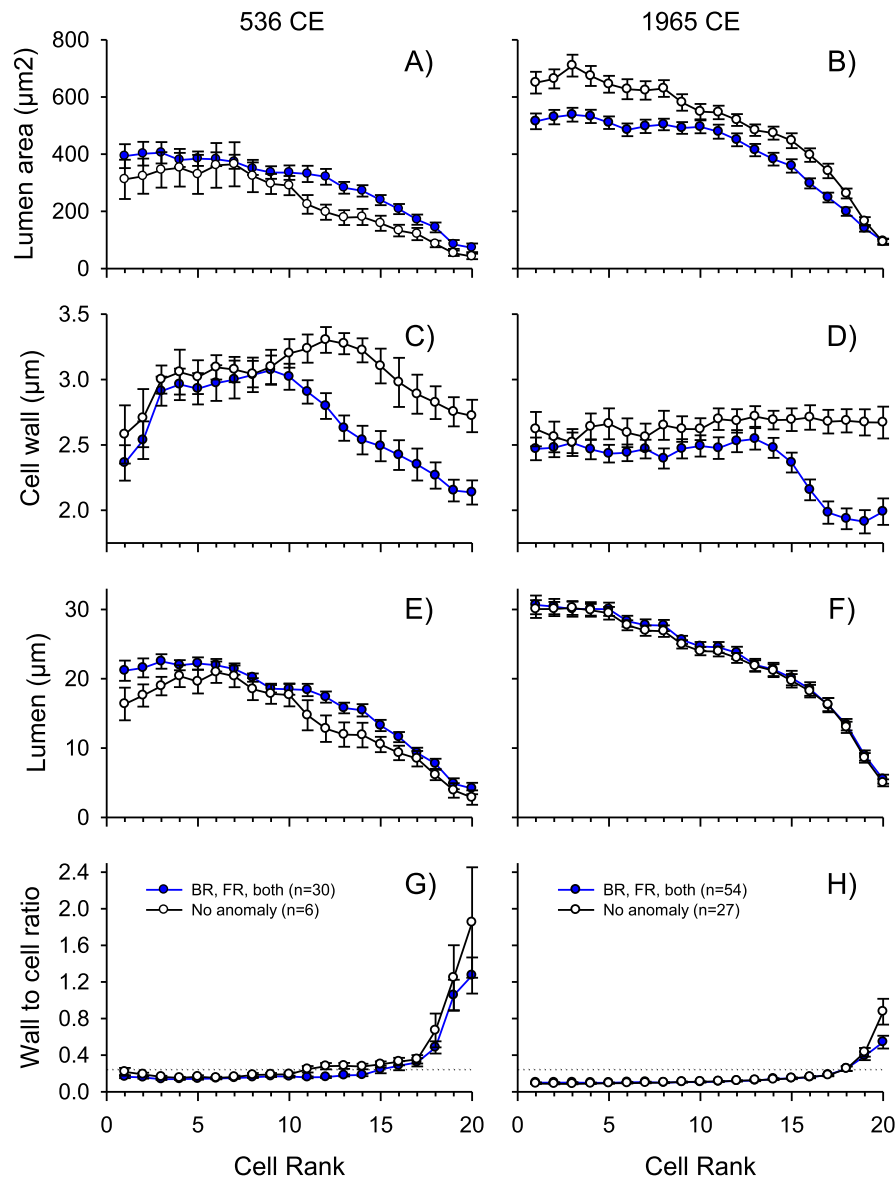 536 CE
1965 CE
Lumen area (µm2)
800
600
400
200
0
A)
B)
Cell wall (µm)
3.5
3.0
2.5
2.0
C)
D)
Lumen (µm)
30
20
10
0
E)
F)
Wall to cell ratio
2.4
2.0
1.6
1.2
0.8
0.4
0.0
BR, FR, both (n=30)
No anomaly (n=6)
G)
BR, FR, both (n=54)
No anomaly (n=27)
H)
0 5 10 15 20
0 5 10 15 20
Cell Rank
Cell Rank